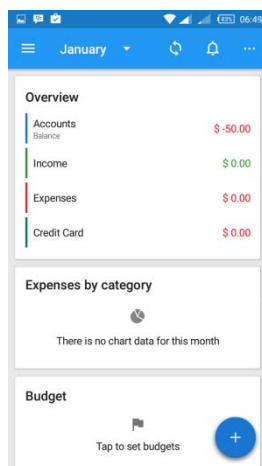 06:49
January
Overview
Accounts $ -50.00
Balance
Income $ 0.00
Expenses $ 0.00
Credit Card $ 0.00
Expenses by category
There is no chart data for this month
Budget
Tap to set budgets